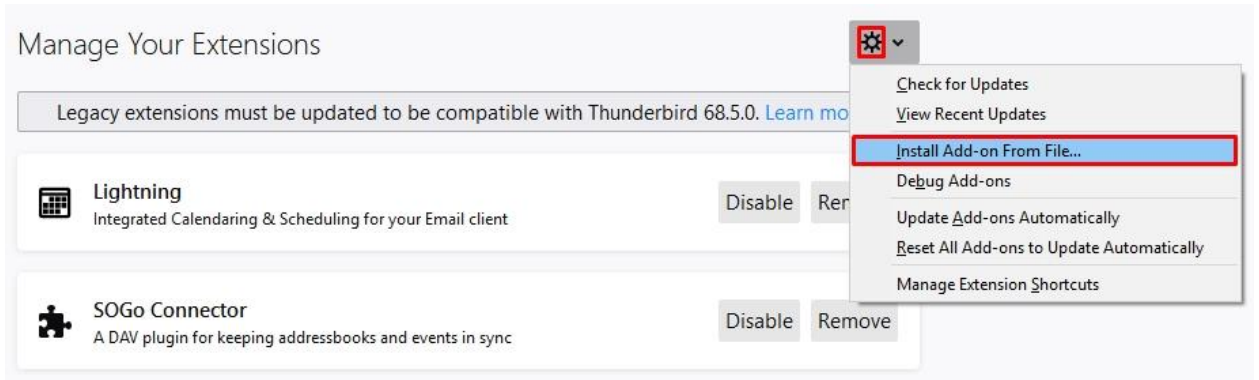 Manage Your Extensions
Check for Updates
Legacy extensions must be updated to be compatible with Thunderbird 68.5.0. Learn
View Recent Updates
Install Add-on From File...
Lightning
Integrated Calendaring & Scheduling for your Email client
Disable
Debug Add-ons
Update Add-ons Automatically
Reset All Add-ons to Update Automatically
Manage Extension Shortcuts
SOGo Connector
A DAV plugin for keeping addressbooks and events in sync
Disable Remove